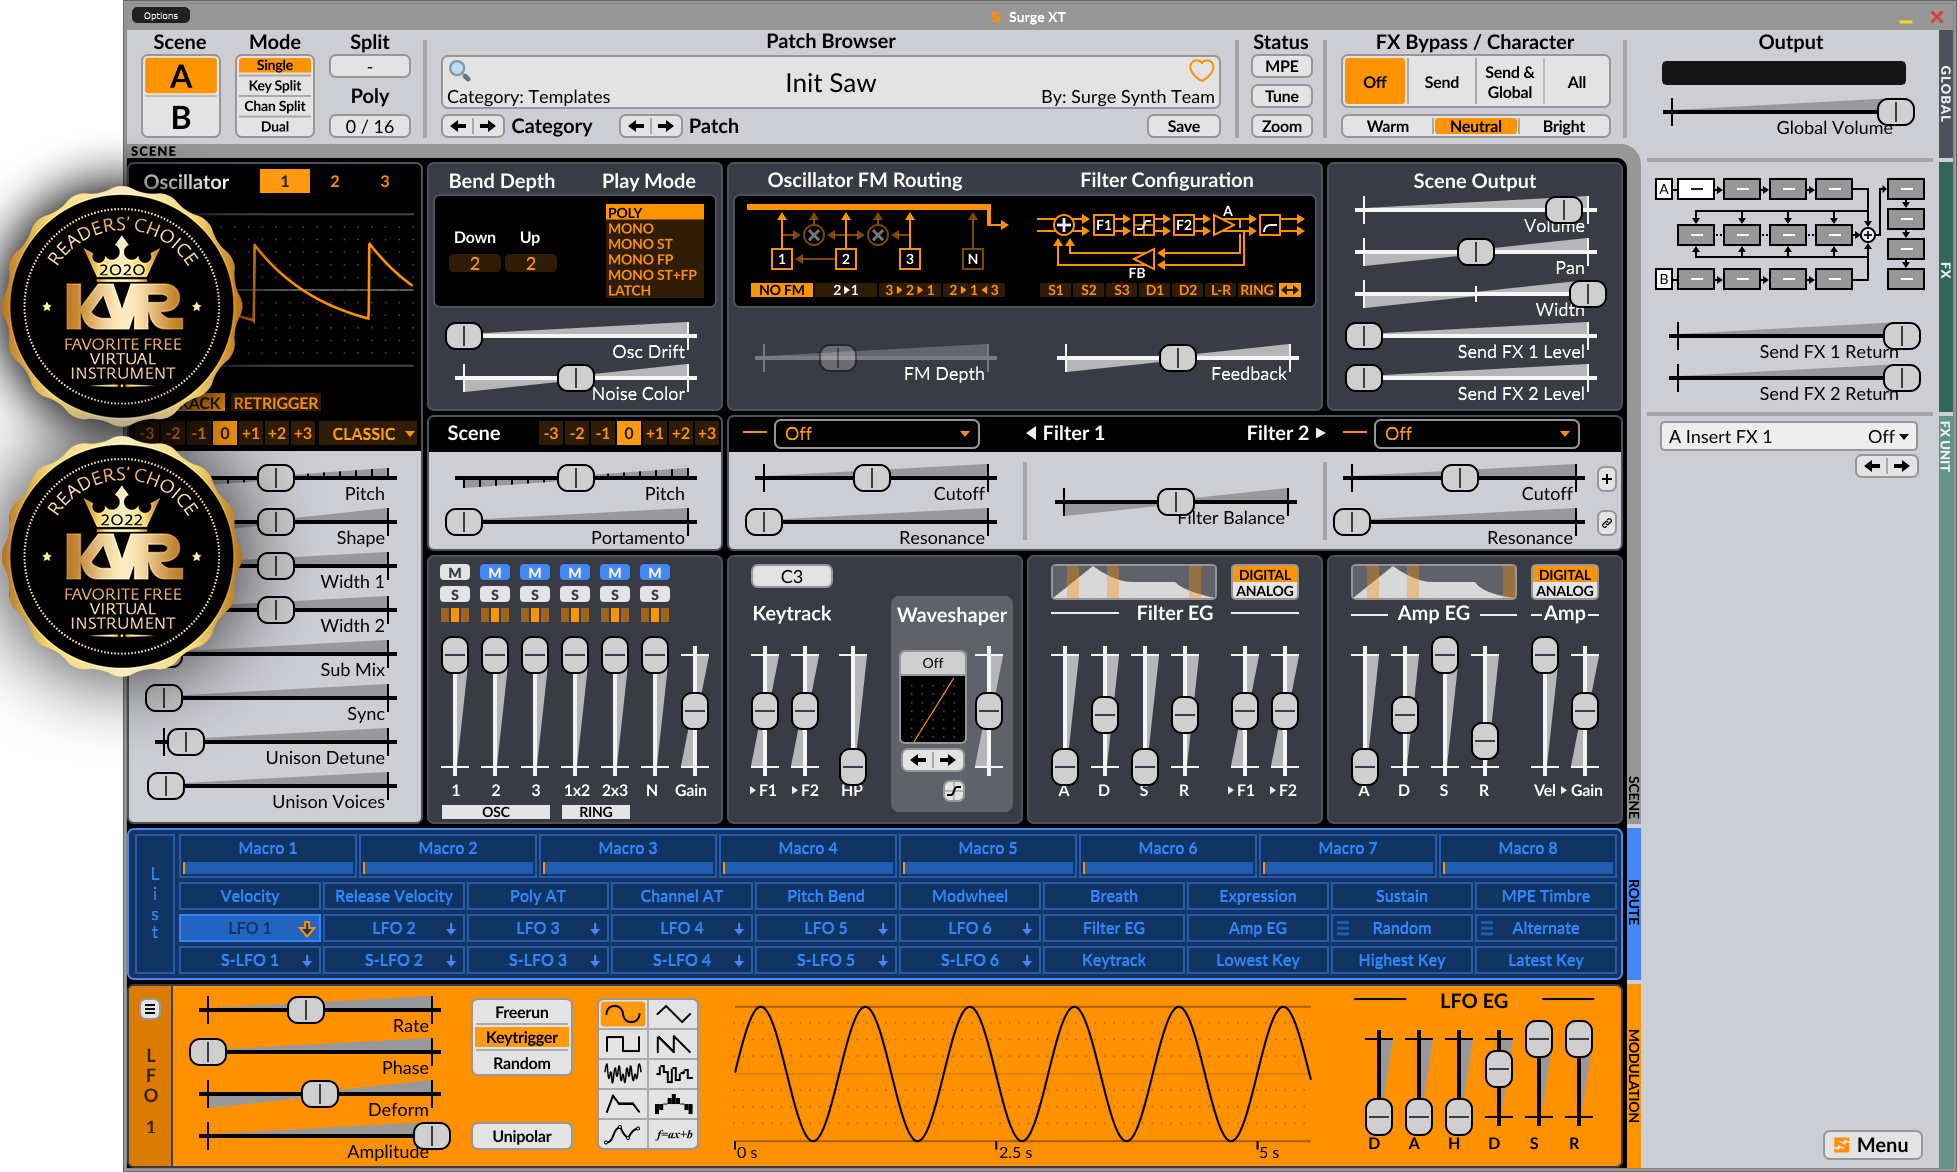 Options
Surge XT
Scene
A
B
Mode
Single
Key Split
Chan Split
Dual
Split
-
Poly
0 / 16
Patch Browser
Init Saw
Category: Templates
By: Surge Synth Team
Category
Patch
Save
Status
MPE
Tune
Zoom
FX Bypass / Character
Off
Send
Send &
Global
All
Warm
Neutral
Bright
Output
Global Volume
GLOBAL
SCENE
Oscillator
1
2
3
RETRIGGER
-3 -2 -1 0 +1 +2 +3
CLASSIC
Pitch
Shape
Width 1
Width 2
Sub Mix
Sync
Unison Detune
Unison Voices
READERS' CHOICE
2020
KVR
FAVORITE FREE
VIRTUAL
INSTRUMENT
READERS' CHOICE
2022
KVR
FAVORITE FREE
VIRTUAL
INSTRUMENT
Bend Depth
Down
Up
2
2
Play Mode
POLY
MONO
MONO ST
MONO FP
MONO ST+FP
LATCH
Osc Drift
Noise Color
Oscillator FM Routing
1
2
3
N
NO FM
2▸1
3▸2▸1
2▸1◂3
FM Depth
Filter Configuration
F1
F2
A
FB
S1 S2 S3 D1 D2 L-R RING
Feedback
Scene Output
Volume
Pan
Width
Send FX 1 Level
Send FX 2 Level
A
B
Send FX 1 Return
Send FX 2 Return
FX
Scene
-3 -2 -1 0 +1 +2 +3
Pitch
Portamento
Off
Filter 1
Filter 2
Off
Cutoff
Resonance
Filter Balance
Cutoff
Resonance
A Insert FX 1
Off
FX UNIT
M M M M M M
S S S S S S
1 2 3 1x2 2x3 N Gain
OSC
RING
C3
Keytrack
F1 F2 HP
Waveshaper
Off
DIGITAL
ANALOG
Filter EG
A D S R F1 F2
DIGITAL
ANALOG
Amp EG
Amp
A D S R Vel Gain
SCENE
List
Macro 1 Macro 2 Macro 3 Macro 4 Macro 5 Macro 6 Macro 7 Macro 8
Velocity Release Velocity Poly AT Channel AT Pitch Bend Modwheel Breath Expression Sustain MPE Timbre
LFO 1 LFO 2 LFO 3 LFO 4 LFO 5 LFO 6 Filter EG Amp EG Random Alternate
S-LFO 1 S-LFO 2 S-LFO 3 S-LFO 4 S-LFO 5 S-LFO 6 Keytrack Lowest Key Highest Key Latest Key
ROUTE
LFO 1
Rate
Phase
Deform
Amplitude
Freerun
Keytrigger
Random
Unipolar
f=ax+b
0 s
2.5 s
5 s
LFO EG
D A H D S R
MODULATION
Menu